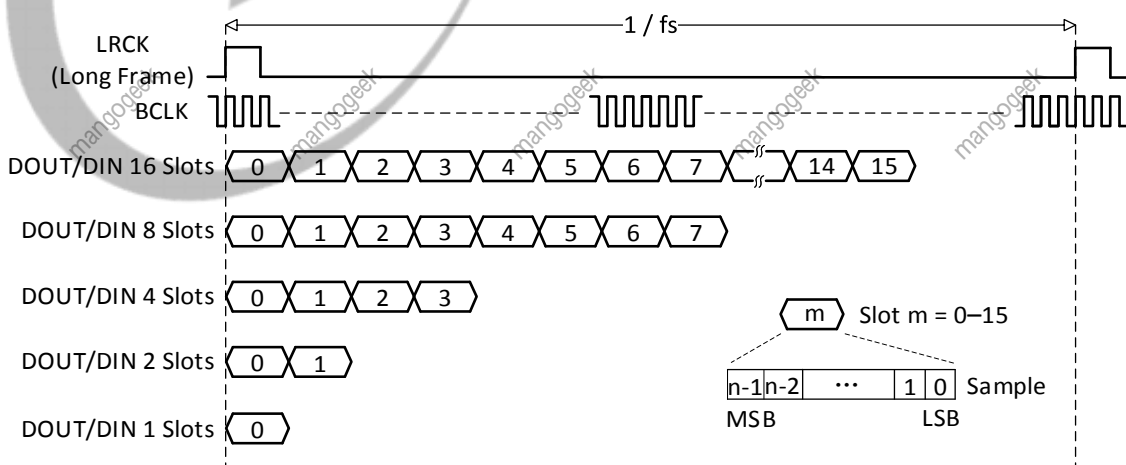 1 / fs
LRCK
(Long Frame)
BCLK
mangogeek mangogeek mangogeek mangogeek mangogeek
DOUT/DIN 16 Slots 0 1 2 3 4 5 6 7 14 15
DOUT/DIN 8 Slots 0 1 2 3 4 5 6 7
DOUT/DIN 4 Slots 0 1 2 3
m Slot m = 0–15
DOUT/DIN 2 Slots 0 1
n-1 n-2 ··· 1 0 Sample
MSB LSB
DOUT/DIN 1 Slots 0